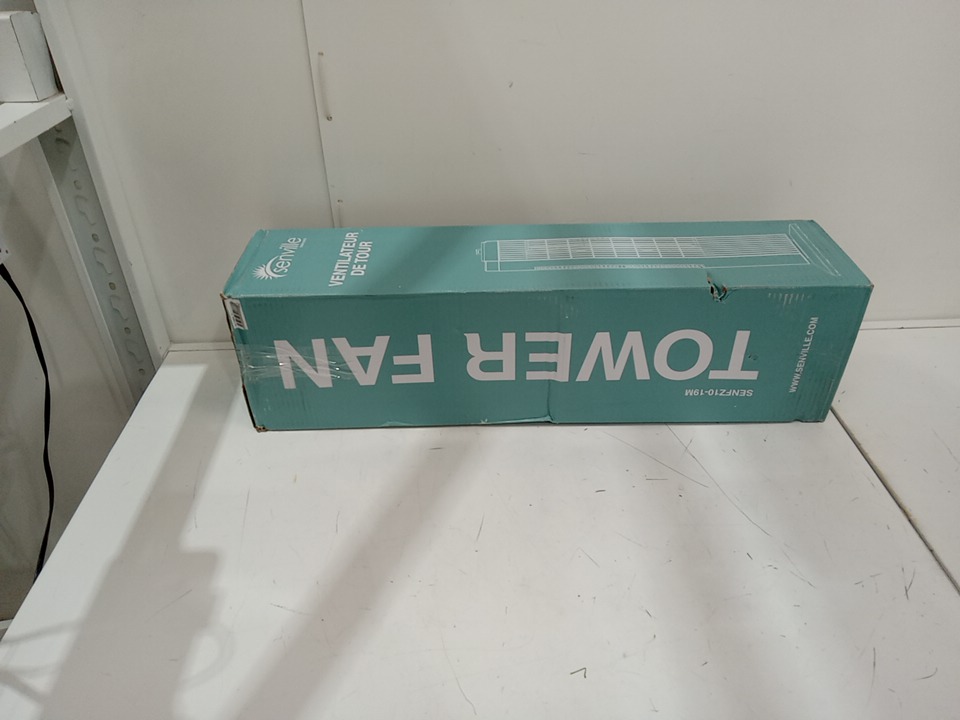 senville
VENTILATEUR
DE TOUR
TOWER FAN
SENFZ10-19M
WWW.SENVILLE.COM